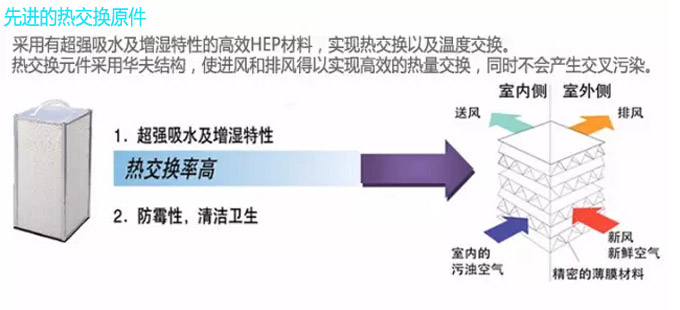 先进的热交换原件
采用有超强吸水及增湿特性的高效HEP材料，实现热交换以及温度交换。
热交换元件采用华夫结构，使进风和排风得以实现高效的热量交换，同时不会产生交叉污染。
室内侧 室外侧
送风 排风
1. 超强吸水及增湿特性
热交换率高
2. 防霉性，清洁卫生
室内的
污浊空气
新风
新鲜空气
精密的薄膜材料